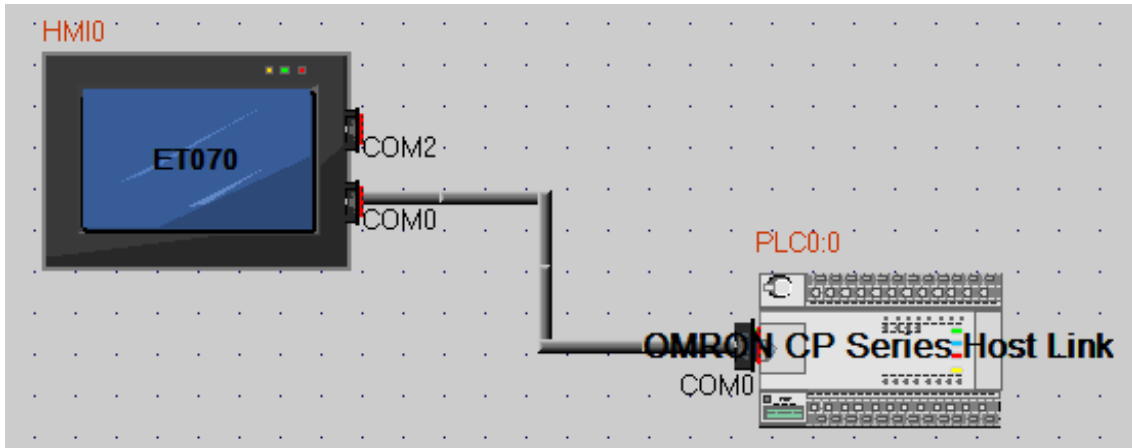 HMI0
ET070
COM2
COM0
PLC0:0
OMRON CP Series Host Link
COM0